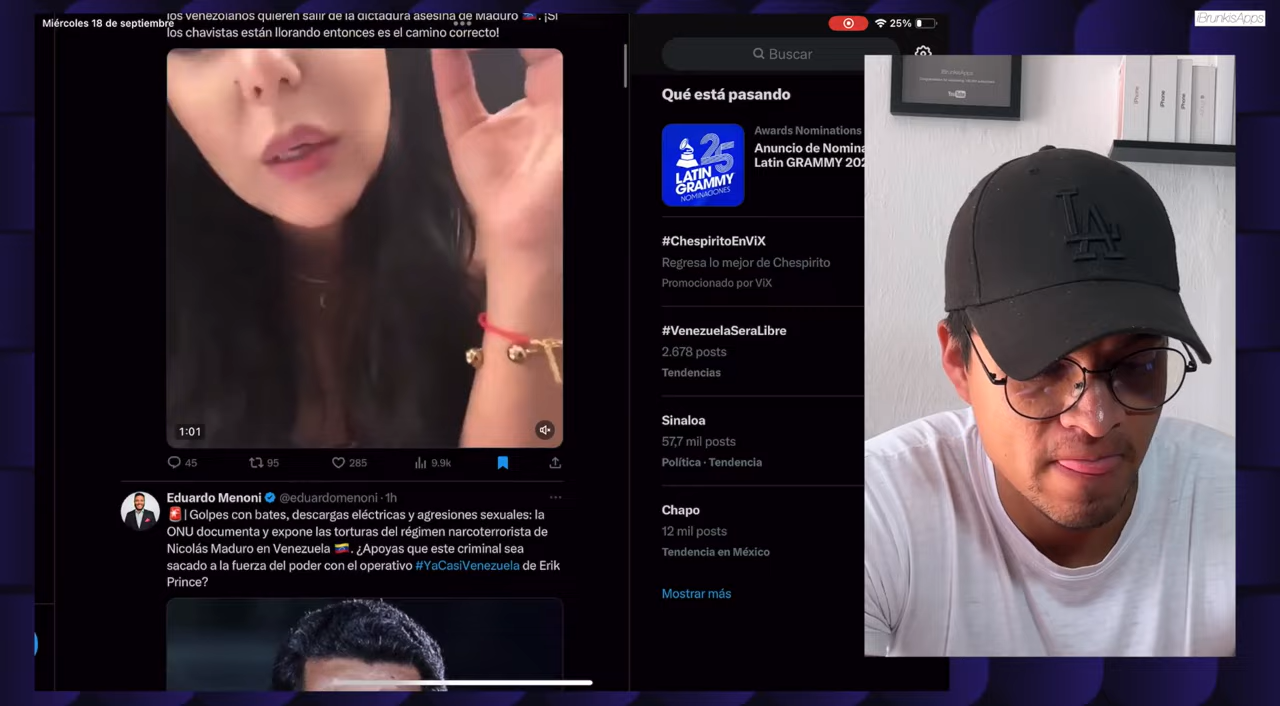 Miércoles 18 de septiembre
25%
iBrunkisApps
los venezolanos quieren salir de la dictadura asesina de Maduro 🇻🇪. ¡Si
los chavistas están llorando entonces es el camino correcto!
1:01
45
95
285
9.9k
Eduardo Menoni @eduardomenoni · 1h
🚨| Golpes con bates, descargas eléctricas y agresiones sexuales: la
ONU documenta y expone las torturas del régimen narcoterrorista de
Nicolás Maduro en Venezuela 🇻🇪. ¿Apoyas que este criminal sea
sacado a la fuerza del poder con el operativo #YaCasiVenezuela de Erik
Prince?
Buscar
Qué está pasando
25
LATIN
GRAMMY
NOMINACIONES
Awards Nominations
Anuncio de Nomina
Latin GRAMMY 202
#ChespiritoEnViX
Regresa lo mejor de Chespirito
Promocionado por ViX
#VenezuelaSeraLibre
2.678 posts
Tendencias
Sinaloa
57,7 mil posts
Política · Tendencia
Chapo
12 mil posts
Tendencia en México
Mostrar más
iBrunkisApps
YouTube
iPhone
iPhone
iPhone
LA